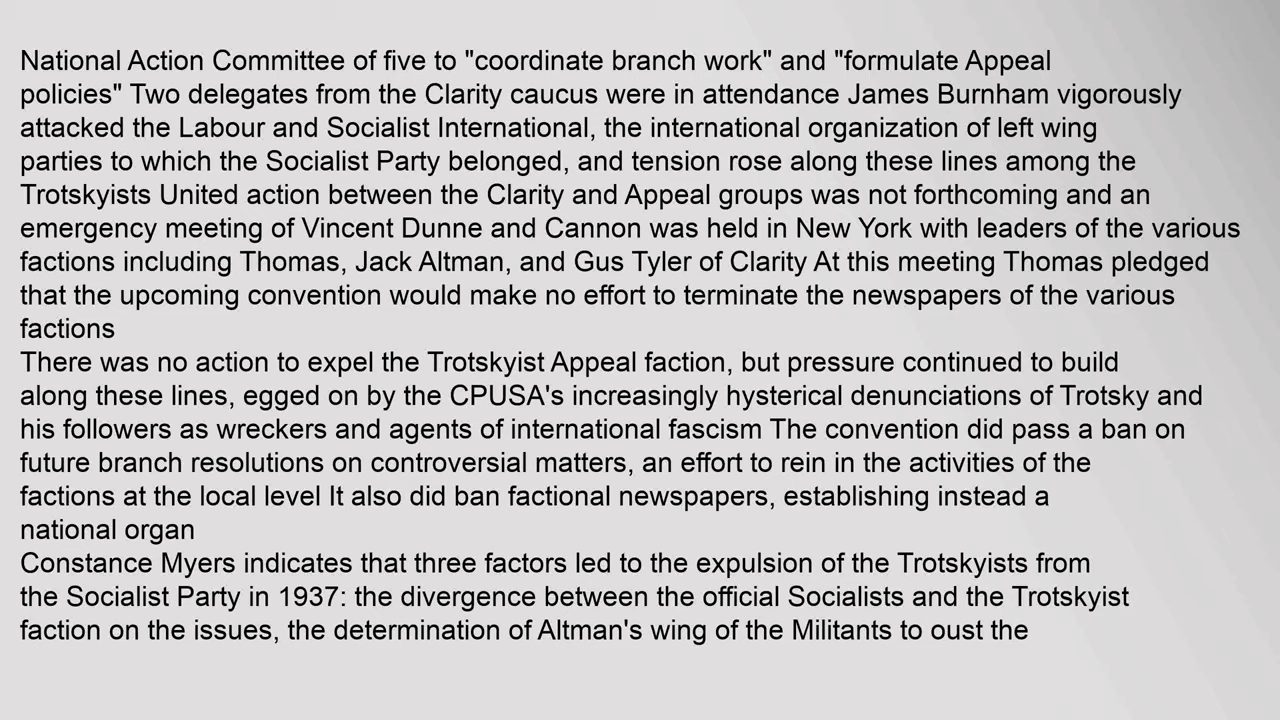 National Action Committee of five to "coordinate branch work" and "formulate Appeal
policies" Two delegates from the Clarity caucus were in attendance James Burnham vigorously
attacked the Labour and Socialist International, the international organization of left wing
parties to which the Socialist Party belonged, and tension rose along these lines among the
Trotskyists United action between the Clarity and Appeal groups was not forthcoming and an
emergency meeting of Vincent Dunne and Cannon was held in New York with leaders of the various
factions including Thomas, Jack Altman, and Gus Tyler of Clarity At this meeting Thomas pledged
that the upcoming convention would make no effort to terminate the newspapers of the various
factions
There was no action to expel the Trotskyist Appeal faction, but pressure continued to build
along these lines, egged on by the CPUSA's increasingly hysterical denunciations of Trotsky and
his followers as wreckers and agents of international fascism The convention did pass a ban on
future branch resolutions on controversial matters, an effort to rein in the activities of the
factions at the local level It also did ban factional newspapers, establishing instead a
national organ
Constance Myers indicates that three factors led to the expulsion of the Trotskyists from
the Socialist Party in 1937: the divergence between the official Socialists and the Trotskyist
faction on the issues, the determination of Altman's wing of the Militants to oust the